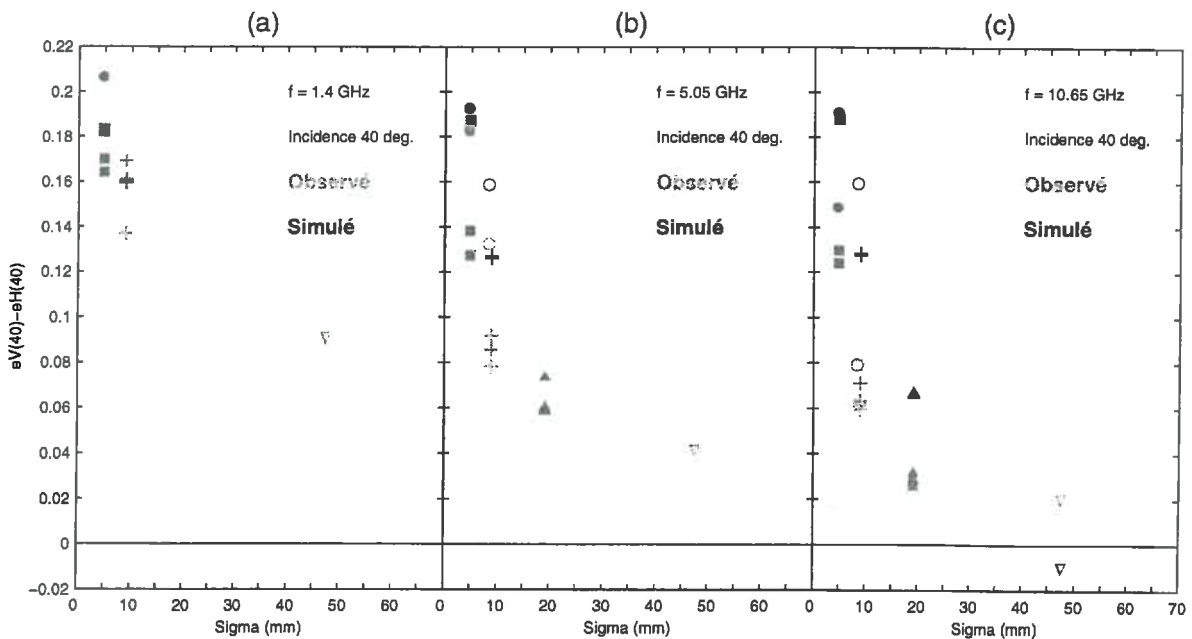 (a) (b) (c)
0.22
0.2
0.18
0.16
0.14
0.12
0.1
0.08
0.06
0.04
0.02
0
−0.02
eV(40)−eH(40)
f = 1.4 GHz
Incidence 40 deg.
Observé
Simulé
f = 5.05 GHz
Incidence 40 deg.
Observé
Simulé
f = 10.65 GHz
Incidence 40 deg.
Observé
Simulé
0 10 20 30 40 50 60 0 10 20 30 40 50 60 0 10 20 30 40 50 60 70
Sigma (mm) Sigma (mm) Sigma (mm)